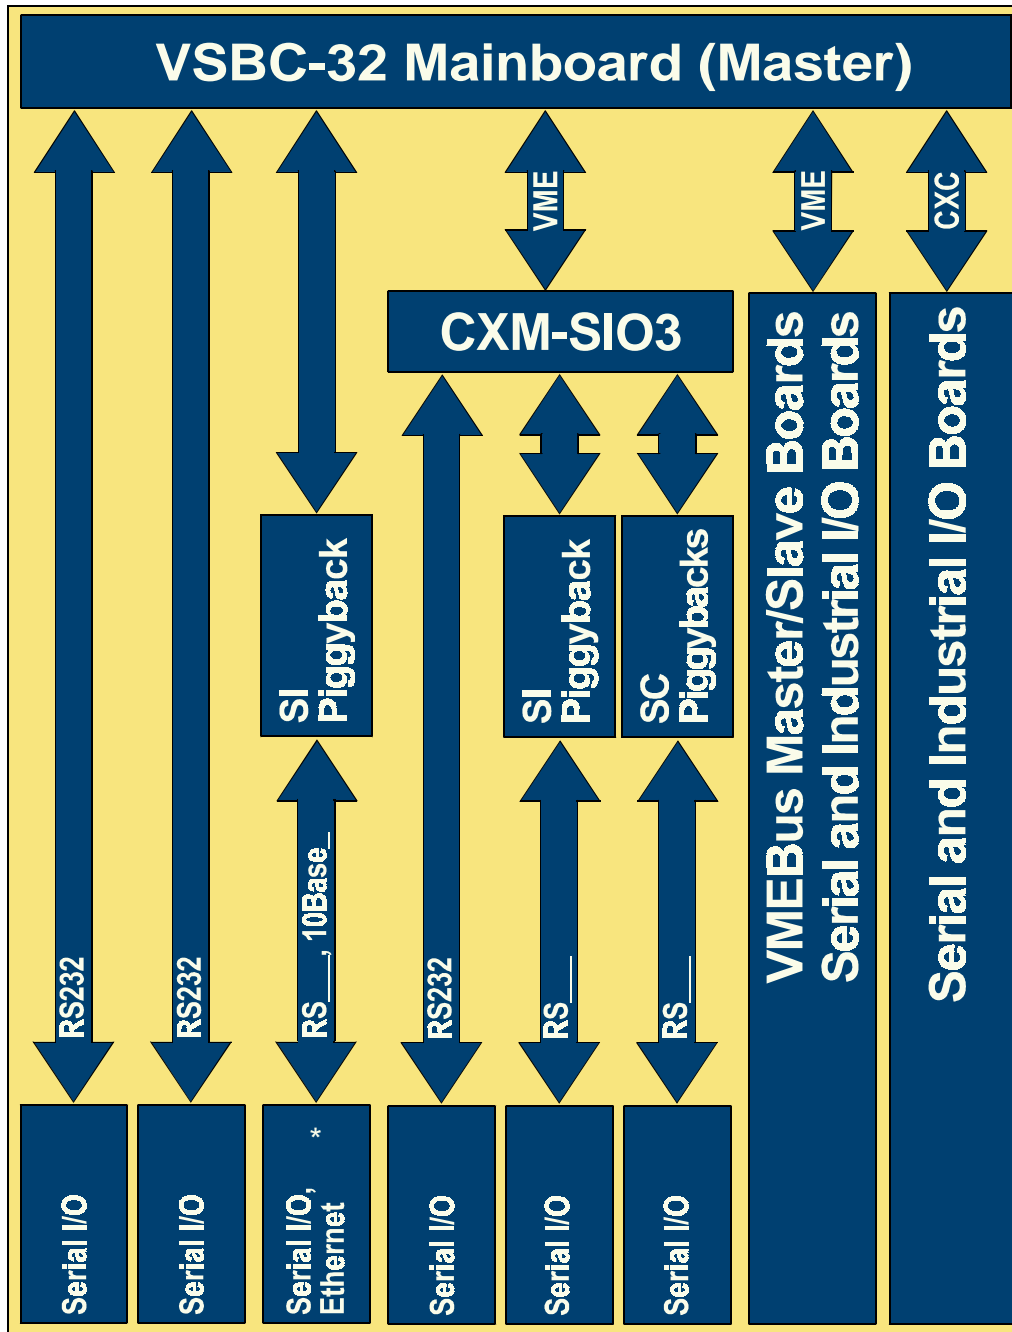 VSBC-32 Mainboard (Master)
VME
VME
CXC
CXM-SIO3
SI
Piggyback
SI
Piggyback
SC
Piggybacks
VMEBus Master/Slave Boards
Serial and Industrial I/O Boards
Serial and Industrial I/O Boards
RS232
RS232
RS___, 10Base_
RS232
RS___
RS___
Serial I/O
Serial I/O
Serial I/O, *
Ethernet
Serial I/O
Serial I/O
Serial I/O